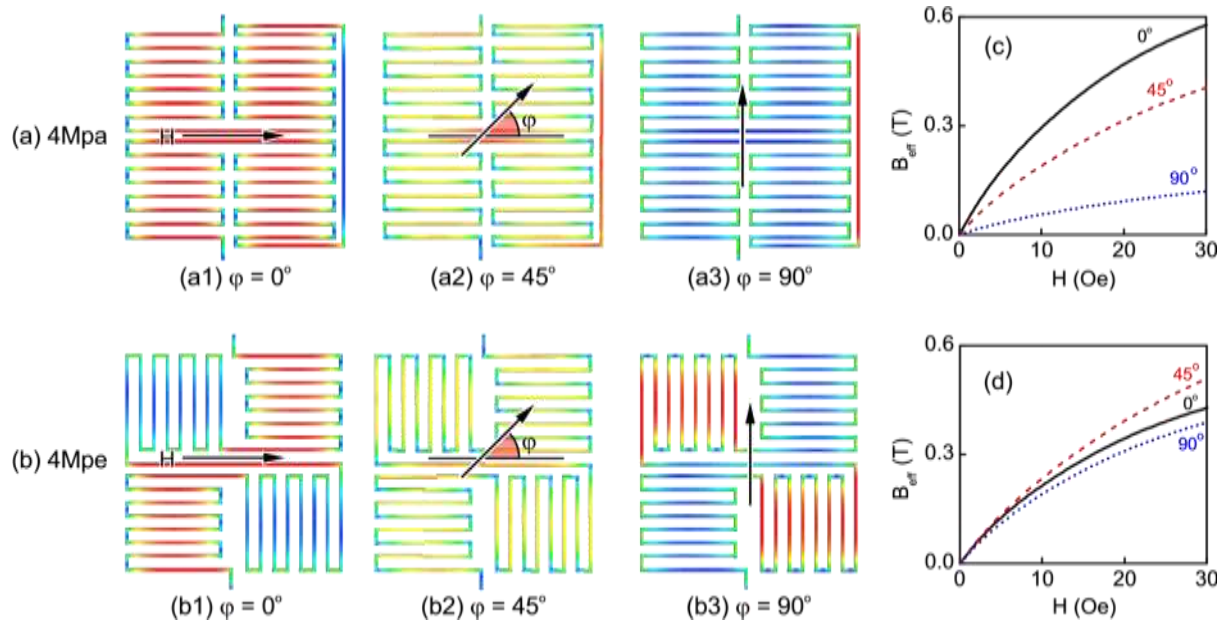 (a) 4Mpa
H
φ
(a1) φ = 0°
(a2) φ = 45°
(a3) φ = 90°
(c)
0.6
0.3
0.0
B_eff (T)
0°
45°
90°
0
10
20
30
H (Oe)
(b) 4Mpe
H
φ
(b1) φ = 0°
(b2) φ = 45°
(b3) φ = 90°
(d)
0.6
0.3
0.0
B_eff (T)
45°
0°
90°
0
10
20
30
H (Oe)